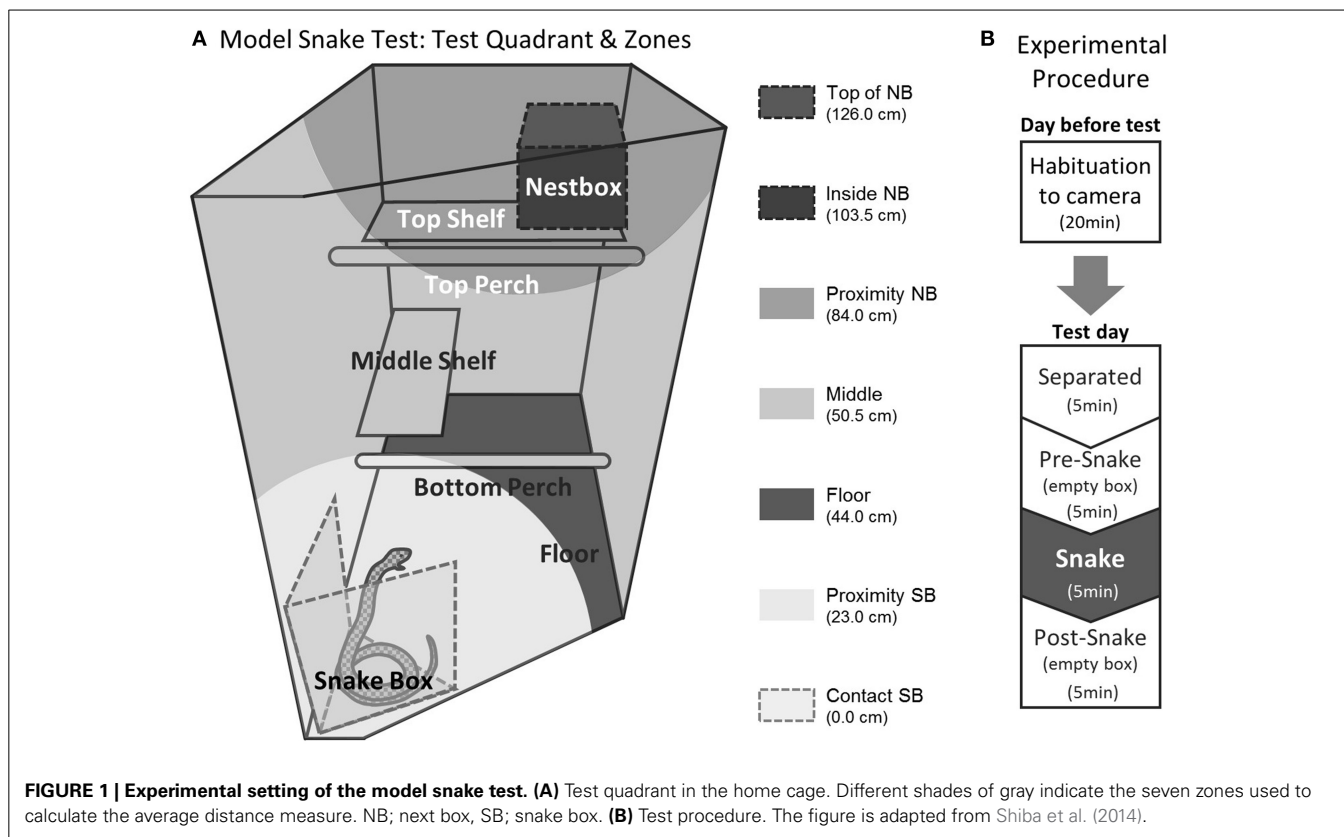 A Model Snake Test: Test Quadrant & Zones
Nestbox
Top Shelf
Top Perch
Middle Shelf
Bottom Perch
Floor
Snake Box
Top of NB
(126.0 cm)
Inside NB
(103.5 cm)
Proximity NB
(84.0 cm)
Middle
(50.5 cm)
Floor
(44.0 cm)
Proximity SB
(23.0 cm)
Contact SB
(0.0 cm)
B Experimental
Procedure
Day before test
Habituation
to camera
(20min)
Test day
Separated
(5min)
Pre-Snake
(empty box)
(5min)
Snake
(5min)
Post-Snake
(empty box)
(5min)
FIGURE 1 | Experimental setting of the model snake test. (A) Test quadrant in the home cage. Different shades of gray indicate the seven zones used to
calculate the average distance measure. NB; next box, SB; snake box. (B) Test procedure. The figure is adapted from Shiba et al. (2014).